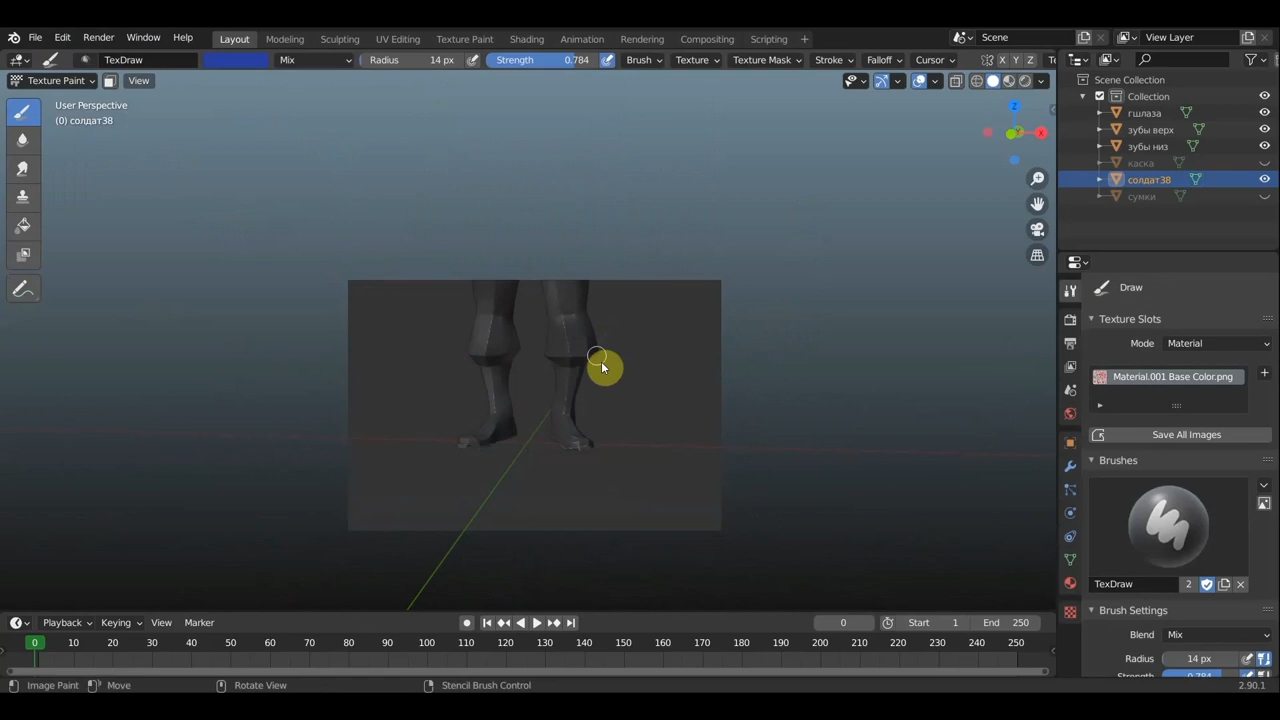 File Edit Render Window Help Layout Modeling Sculpting UV Editing Texture Paint Shading Animation Rendering Compositing Scripting + Scene View Layer
TexDraw Mix Radius 14 px Strength 0.784 Brush Texture Texture Mask Stroke Falloff Cursor X Y Z Te
Texture Paint View
Scene Collection
User Perspective
(0) солдат38
Collection
гшлаза
зубы верх
зубы низ
каска
солдат38
сумки
Z
X
Draw
Texture Slots
Mode Material
Material.001 Base Color.png
Save All Images
Brushes
TexDraw 2
Brush Settings
Blend Mix
Radius 14 px
Strength 0.784
Playback Keying View Marker 0 Start 1 End 250
0 10 20 30 40 50 60 70 80 90 100 110 120 130 140 150 160 170 180 190 200 210 220 230 240 250
Image Paint Move Rotate View Stencil Brush Control 2.90.1